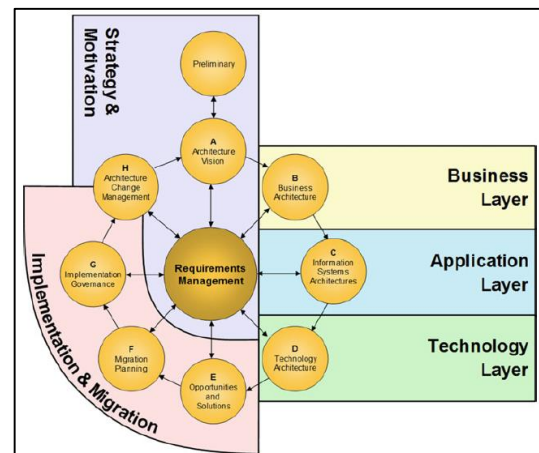 Strategy &
Motivation
Preliminary
A
Architecture
Vision
H
Architecture
Change
Management
B
Business
Architecture
Business
Layer
G
Implementation
Governance
Requirements
Management
C
Information
Systems
Architectures
Application
Layer
F
Migration
Planning
E
Opportunities
and
Solutions
D
Technology
Architecture
Technology
Layer
Implementation & Migration